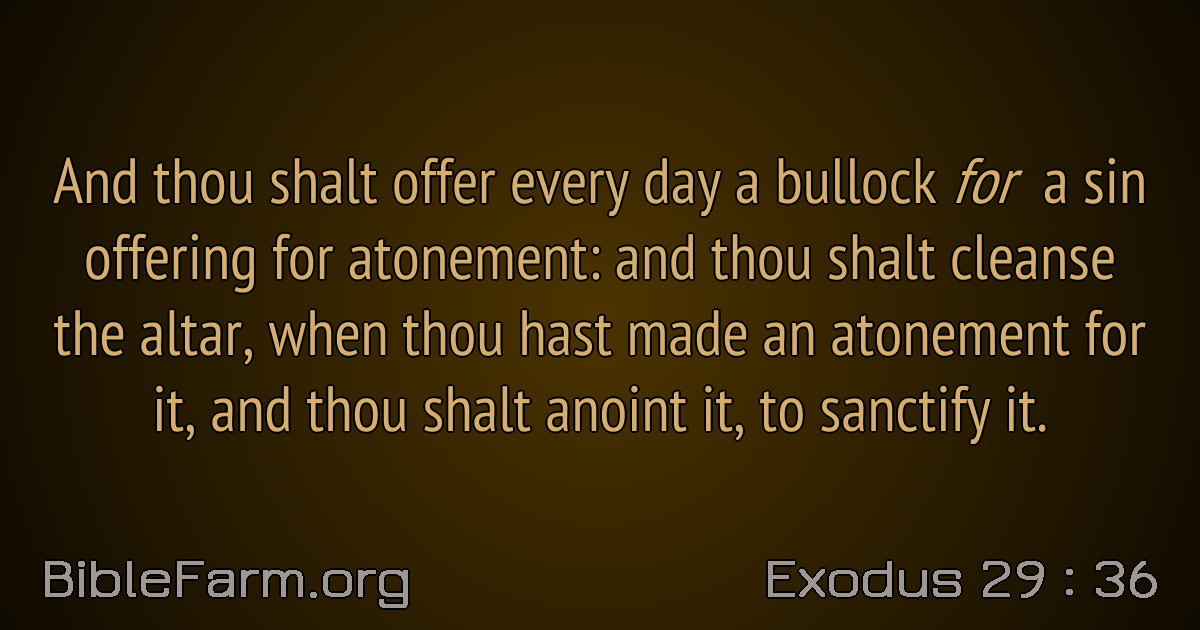 And thou shalt offer every day a bullock for a sin
offering for atonement: and thou shalt cleanse
the altar, when thou hast made an atonement for
it, and thou shalt anoint it, to sanctify it.
BibleFarm.org
Exodus 29 : 36